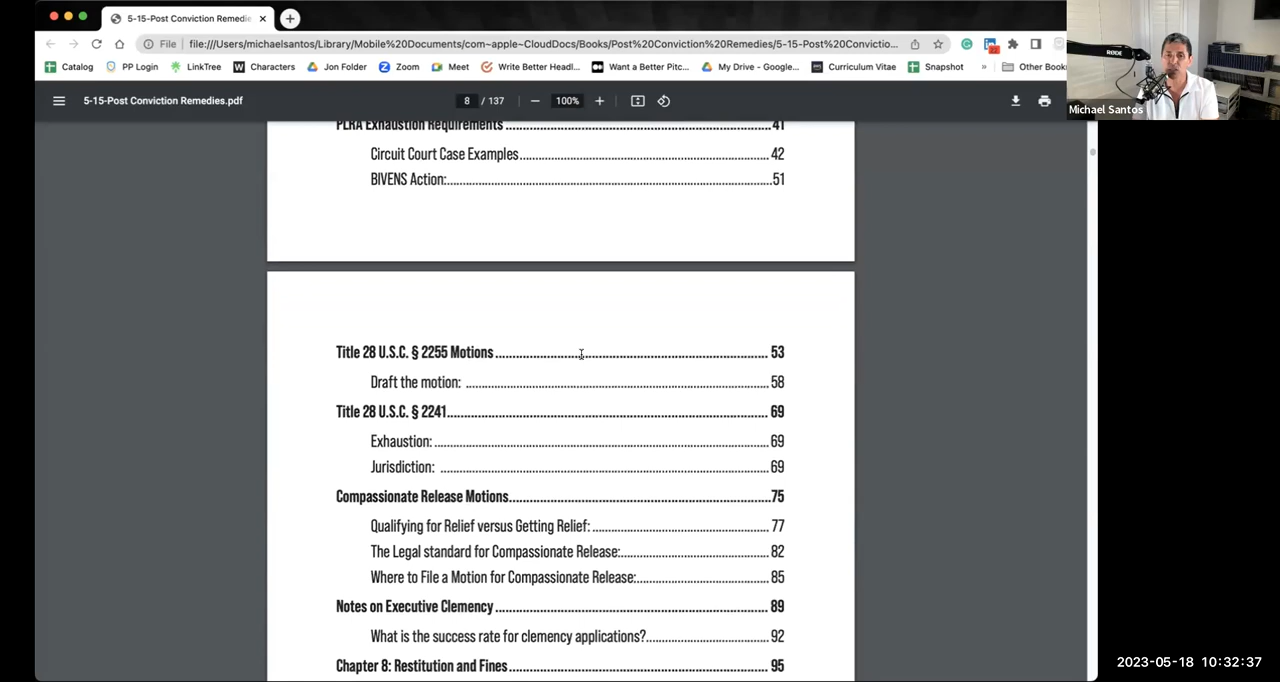 5-15-Post Conviction Remedie
File file:///Users/michaelsantos/Library/Mobile%20Documents/com~apple~CloudDocs/Books/Post%20Conviction%20Remedies/5-15-Post%20Convictio...
Catalog PP Login LinkTree Characters Jon Folder Zoom Meet Write Better Headl... Want a Better Pitc... My Drive - Google... Curriculum Vitae Snapshot » Other Boo
RØDE
Michael Santos
5-15-Post Conviction Remedies.pdf 8 / 137 − 100% +
PLRA Exhaustion Requirements 41
Circuit Court Case Examples 42
BIVENS Action: 51
Title 28 U.S.C. § 2255 Motions 53
Draft the motion: 58
Title 28 U.S.C. § 2241 69
Exhaustion: 69
Jurisdiction: 69
Compassionate Release Motions 75
Qualifying for Relief versus Getting Relief: 77
The Legal standard for Compassionate Release: 82
Where to File a Motion for Compassionate Release: 85
Notes on Executive Clemency 89
What is the success rate for clemency applications? 92
Chapter 8: Restitution and Fines 95
2023-05-18 10:32:37